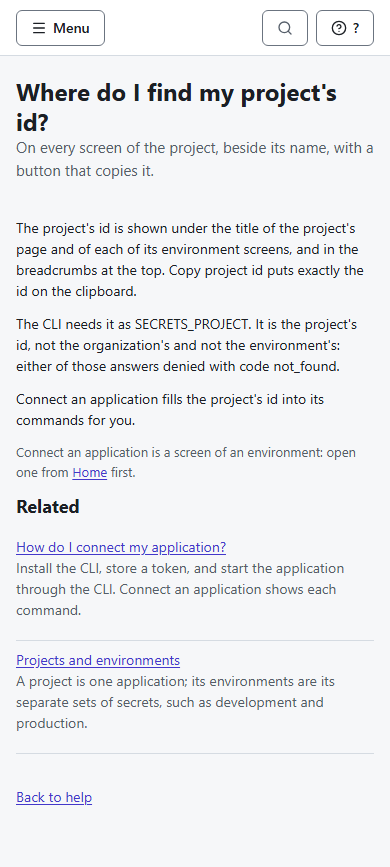 Menu
?
Where do I find my project's
id?
On every screen of the project, beside its name, with a
button that copies it.
The project's id is shown under the title of the project's
page and of each of its environment screens, and in the
breadcrumbs at the top. Copy project id puts exactly the
id on the clipboard.
The CLI needs it as SECRETS_PROJECT. It is the project's
id, not the organization's and not the environment's:
either of those answers denied with code not_found.
Connect an application fills the project's id into its
commands for you.
Connect an application is a screen of an environment: open
one from Home first.
Related
How do I connect my application?
Install the CLI, store a token, and start the application
through the CLI. Connect an application shows each
command.
Projects and environments
A project is one application; its environments are its
separate sets of secrets, such as development and
production.
Back to help